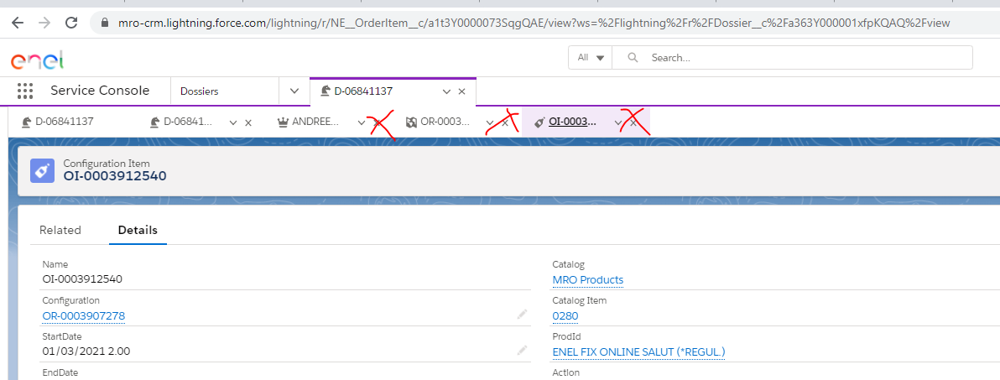 mro-crm.lightning.force.com/lightning/r/NE__OrderItem__c/a1t3Y0000073SqgQAE/view?ws=%2Flightning%2Fr%2FDossier__c%2Fa363Y000001xfpKQAQ%2Fview
enel
All
Search...
Service Console
Dossiers
D-06841137
D-06841137
D-06841...
ANDREE...
OR-0003...
OI-0003...
Configuration Item
OI-0003912540
Related
Details
Name
OI-0003912540
Catalog
MRO Products
Configuration
OR-0003907278
Catalog Item
0280
StartDate
01/03/2021 2.00
ProdId
ENEL FIX ONLINE SALUT (*REGUL.)
EndDate
Action